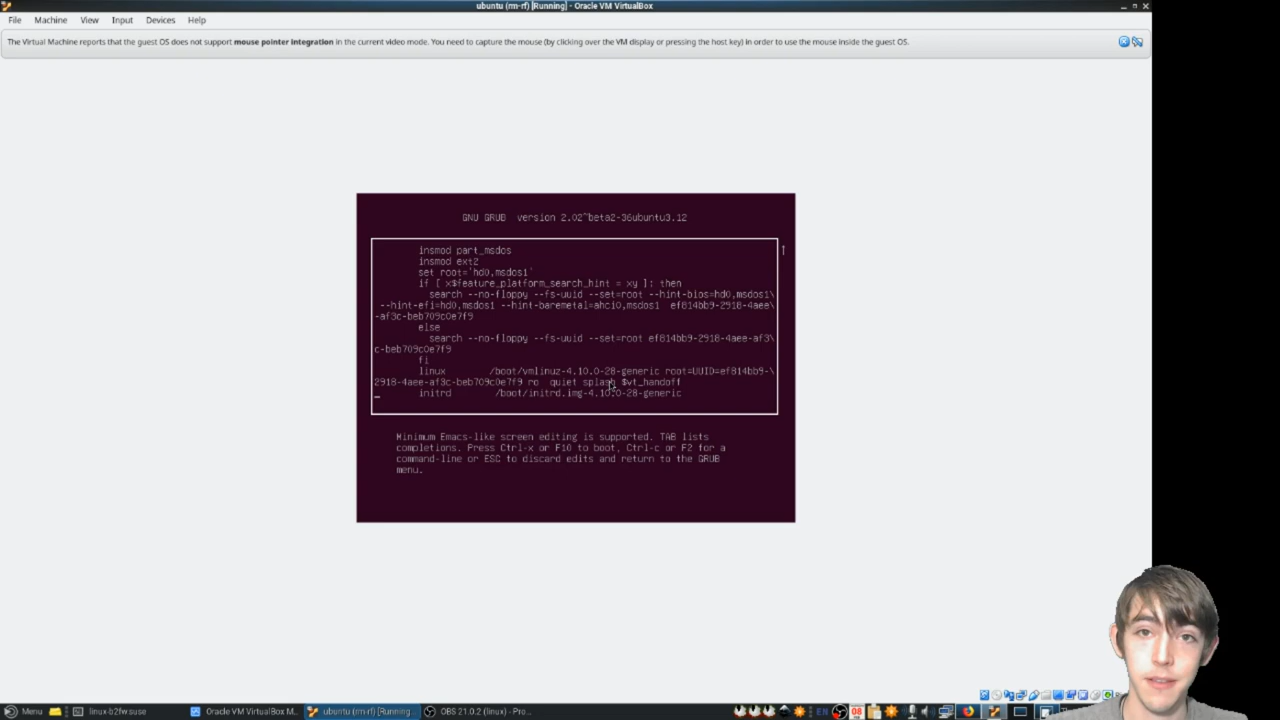 ubuntu (rm-rf) [Running] - Oracle VM VirtualBox
File Machine View Input Devices Help
The Virtual Machine reports that the guest OS does not support mouse pointer integration in the current video mode. You need to capture the mouse (by clicking over the VM display or pressing the host key) in order to use the mouse inside the guest OS.
GNU GRUB version 2.02~beta2-36ubuntu3.12
insmod part_msdos
insmod ext2
set root='hd0,msdos1'
if [ x$feature_platform_search_hint = xy ]; then
search --no-floppy --fs-uuid --set=root --hint-bios=hd0,msdos1\
--hint-efi=hd0,msdos1 --hint-baremetal=ahci0,msdos1 ef814bb9-2918-4aee\
-af3c-beb709c0e7f9
else
search --no-floppy --fs-uuid --set=root ef814bb9-2918-4aee-af3\
c-beb709c0e7f9
fi
linux /boot/vmlinuz-4.10.0-28-generic root=UUID=ef814bb9-\
2918-4aee-af3c-beb709c0e7f9 ro quiet splash $vt_handoff
initrd /boot/initrd.img-4.10.0-28-generic
Minimum Emacs-like screen editing is supported. TAB lists
completions. Press Ctrl-x or F10 to boot, Ctrl-c or F2 for a
command-line or ESC to discard edits and return to the GRUB
menu.
Menu linux-b2fw:suse Oracle VM VirtualBox M... ubuntu (rm-rf) [Running... OBS 21.0.2 (linux) - Pro... EN 08